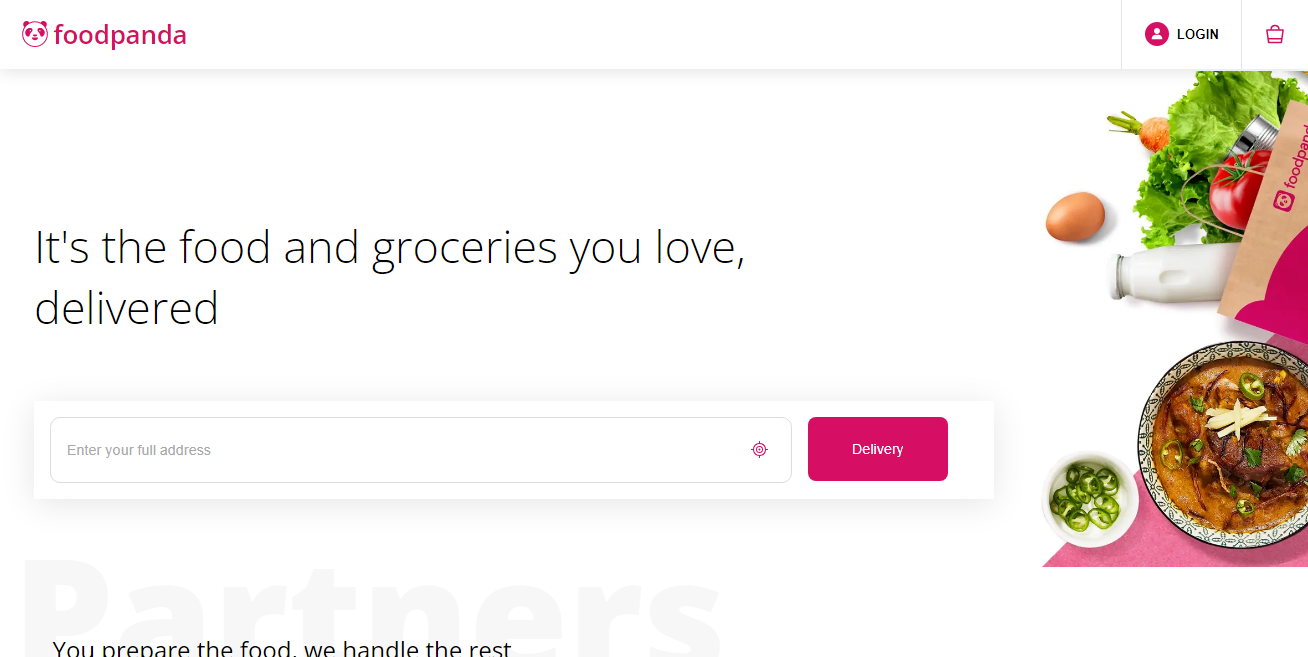 foodpanda
LOGIN
foodpanda
It's the food and groceries you love,
delivered
Enter your full address
Delivery
Partners
You prepare the food, we handle the rest